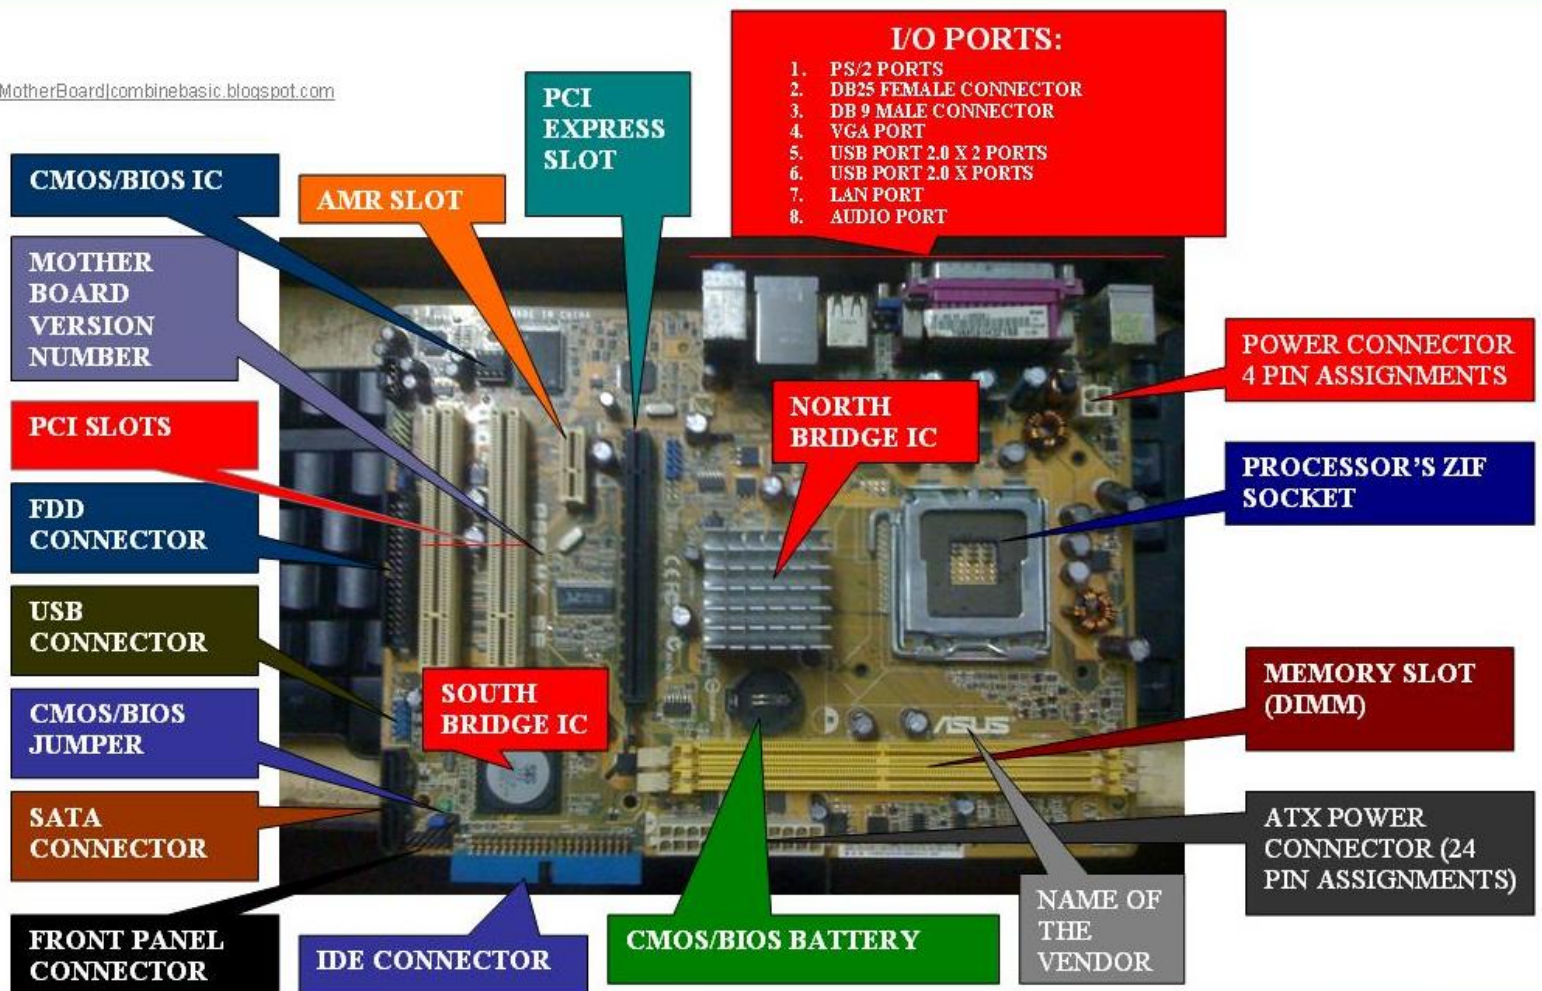 MotherBoard|combinebasic.blogspot.com
I/O PORTS:
1. PS/2 PORTS
2. DB25 FEMALE CONNECTOR
3. DB 9 MALE CONNECTOR
4. VGA PORT
5. USB PORT 2.0 X 2 PORTS
6. USB PORT 2.0 X PORTS
7. LAN PORT
8. AUDIO PORT
PCI
EXPRESS
SLOT
CMOS/BIOS IC
AMR SLOT
MOTHER
BOARD
VERSION
NUMBER
MADE IN CHINA
POWER CONNECTOR
4 PIN ASSIGNMENTS
NORTH
BRIDGE IC
PCI SLOTS
PROCESSOR'S ZIF
SOCKET
FDD
CONNECTOR
USB
CONNECTOR
SOUTH
BRIDGE IC
MEMORY SLOT
(DIMM)
CMOS/BIOS
JUMPER
ASUS
SATA
CONNECTOR
ATX POWER
CONNECTOR (24
PIN ASSIGNMENTS)
NAME OF
THE
VENDOR
FRONT PANEL
CONNECTOR
IDE CONNECTOR
CMOS/BIOS BATTERY